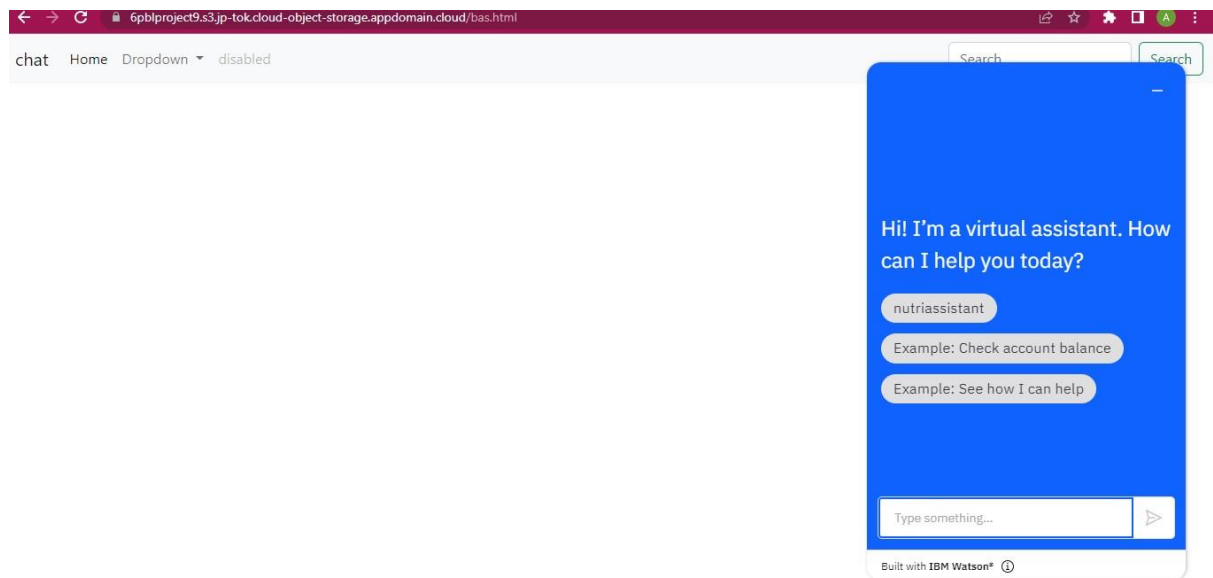 6pblproject9.s3.jp-tok.cloud-object-storage.appdomain.cloud/bas.html
A
chat Home Dropdown disabled
Search Search
Hi! I'm a virtual assistant. How
can I help you today?
nutriassistant
Example: Check account balance
Example: See how I can help
Type something...
Built with IBM Watson®